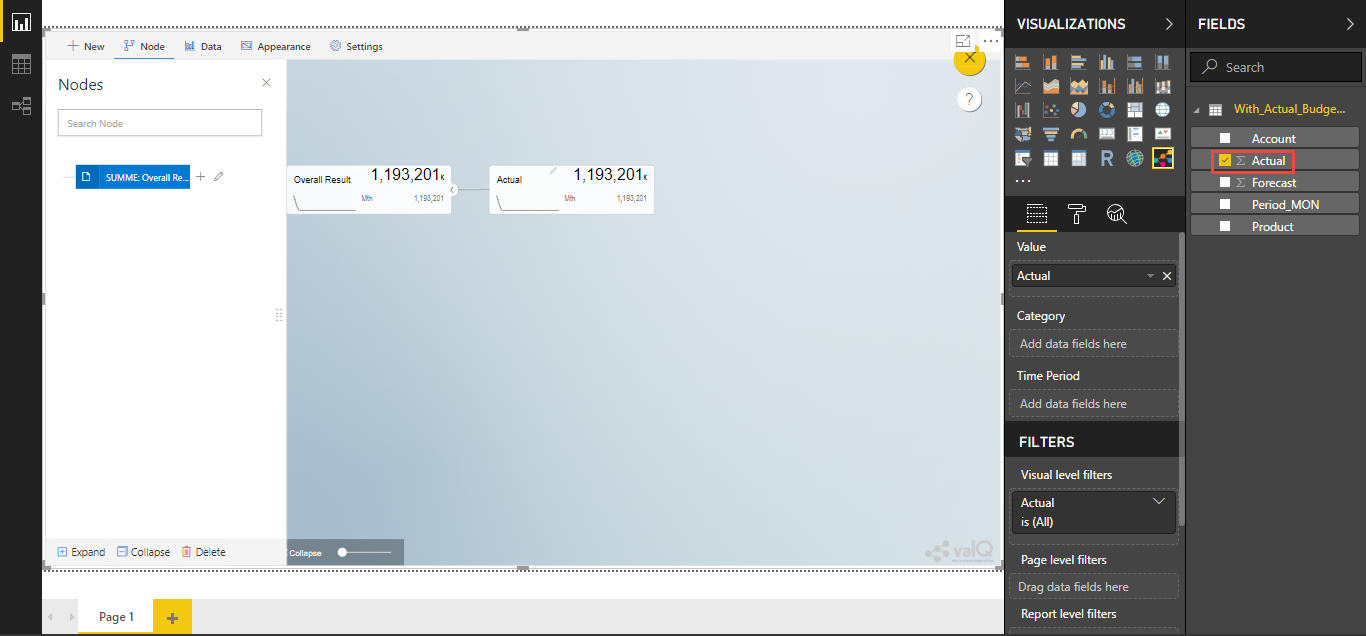 New
Node
Data
Appearance
Settings
Nodes
Search Node
SUMME: Overall Re...
Expand
Collapse
Delete
Overall Result
1,193,201k
Mth
1,193,201
Actual
1,193,201k
Mth
1,193,201
?
Collapse
valQ
Page 1
VISUALIZATIONS
R
Value
Actual
Category
Add data fields here
Time Period
Add data fields here
FILTERS
Visual level filters
Actual
is (All)
Page level filters
Drag data fields here
Report level filters
FIELDS
Search
With_Actual_Budge...
Account
Σ Actual
Σ Forecast
Period_MON
Product